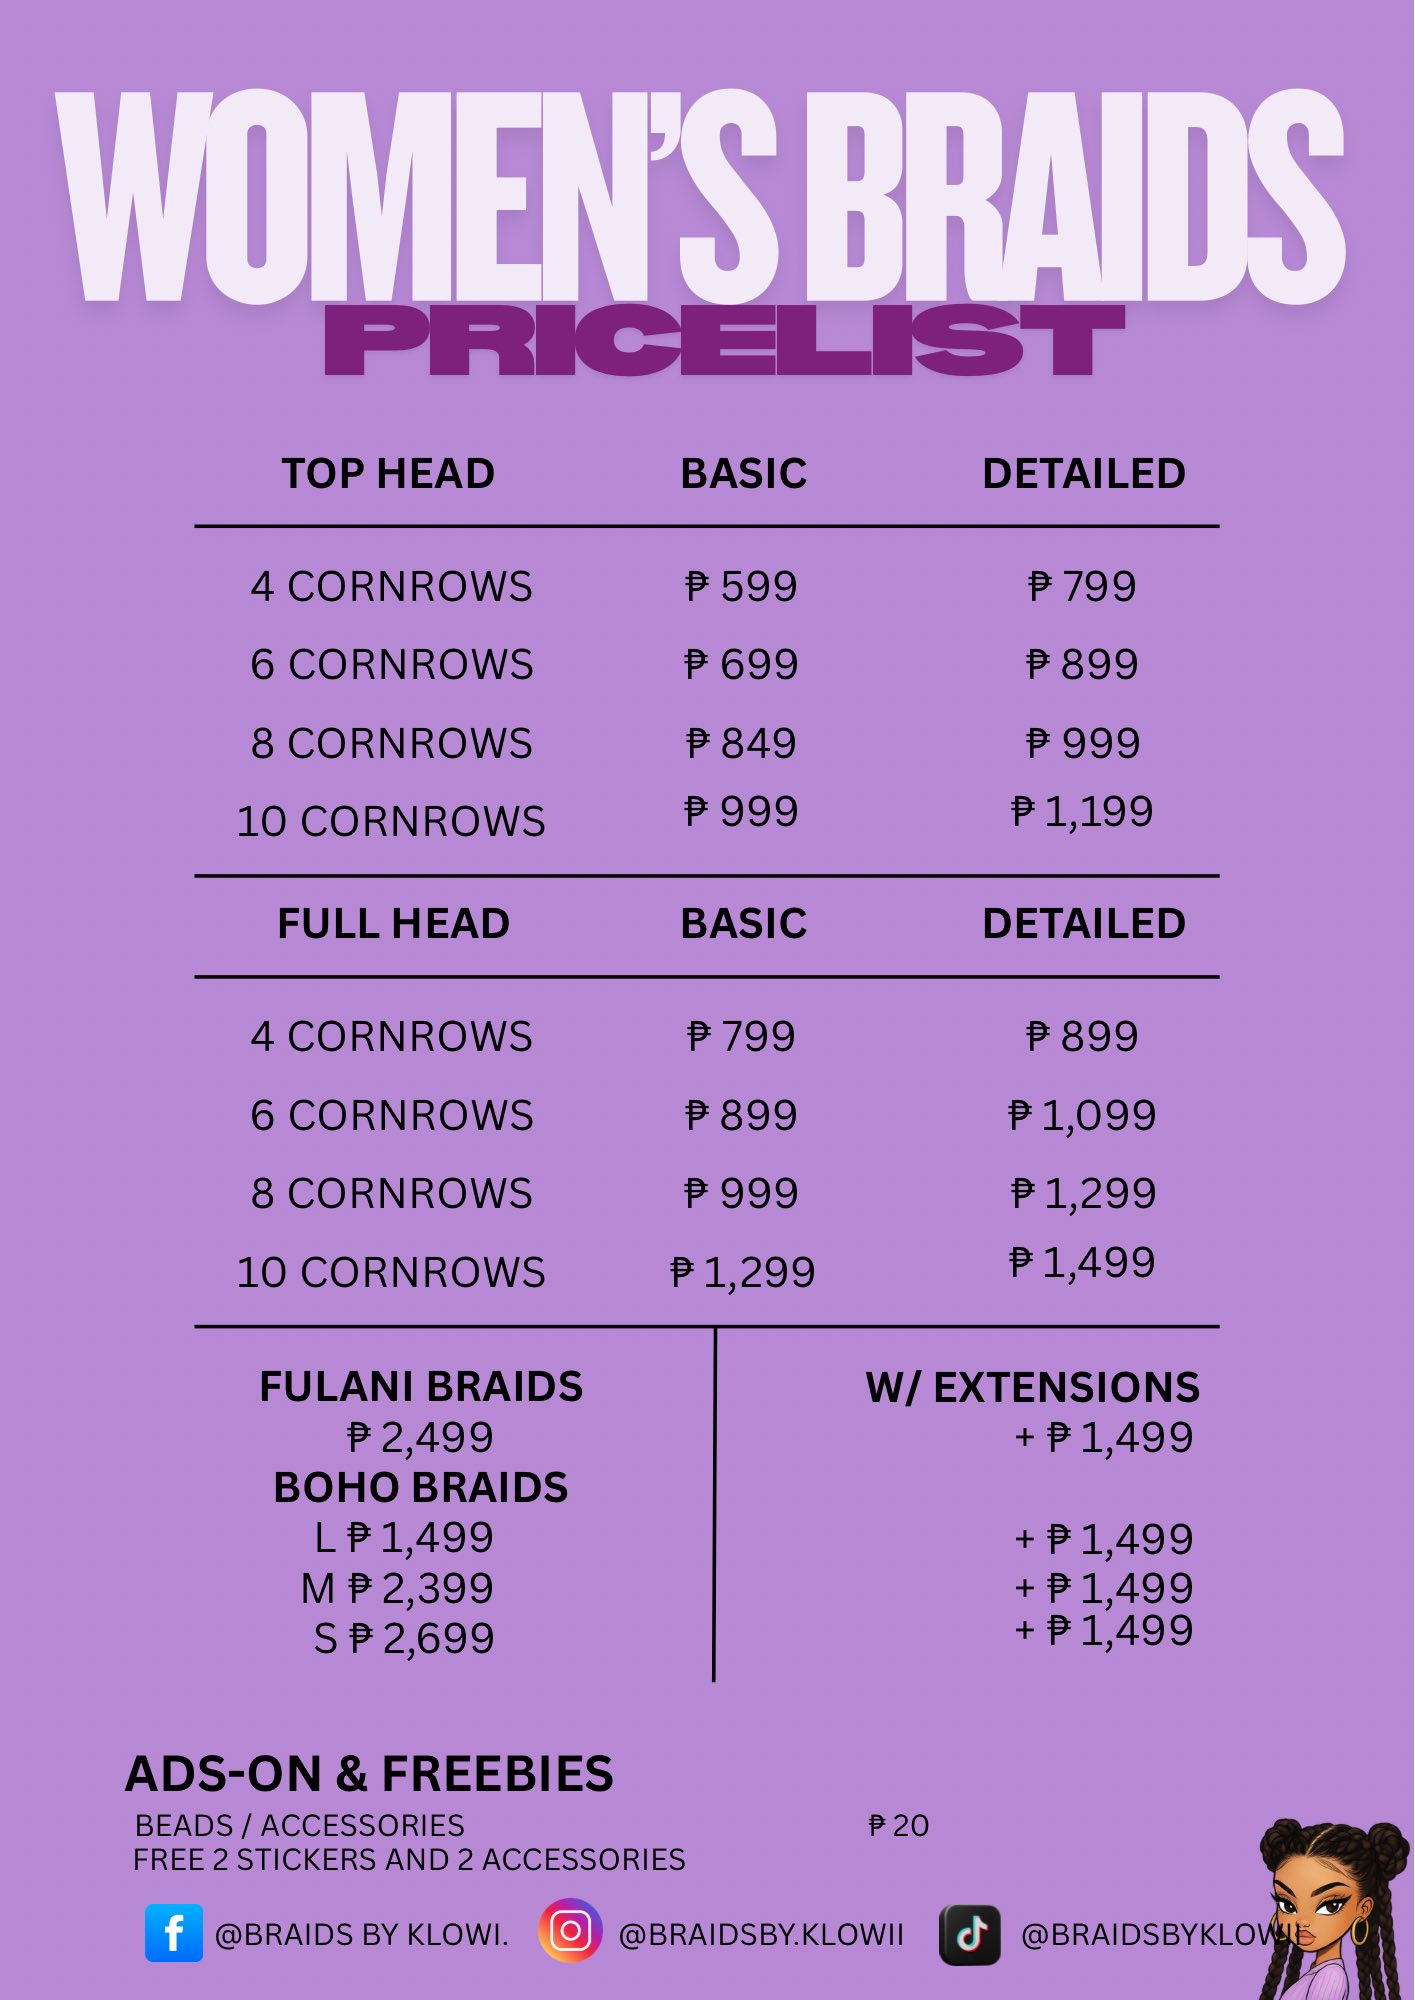 WOMEN'S BRAIDS
PRICELIST
TOP HEAD BASIC DETAILED
4 CORNROWS ₱ 599 ₱ 799
6 CORNROWS ₱ 699 ₱ 899
8 CORNROWS ₱ 849 ₱ 999
10 CORNROWS ₱ 999 ₱ 1,199
FULL HEAD BASIC DETAILED
4 CORNROWS ₱ 799 ₱ 899
6 CORNROWS ₱ 899 ₱ 1,099
8 CORNROWS ₱ 999 ₱ 1,299
10 CORNROWS ₱ 1,299 ₱ 1,499
FULANI BRAIDS W/ EXTENSIONS
₱ 2,499 + ₱ 1,499
BOHO BRAIDS
L ₱ 1,499 + ₱ 1,499
M ₱ 2,399 + ₱ 1,499
S ₱ 2,699 + ₱ 1,499
ADS-ON & FREEBIES
BEADS / ACCESSORIES ₱ 20
FREE 2 STICKERS AND 2 ACCESSORIES
@BRAIDS BY KLOWI. @BRAIDSBY.KLOWII